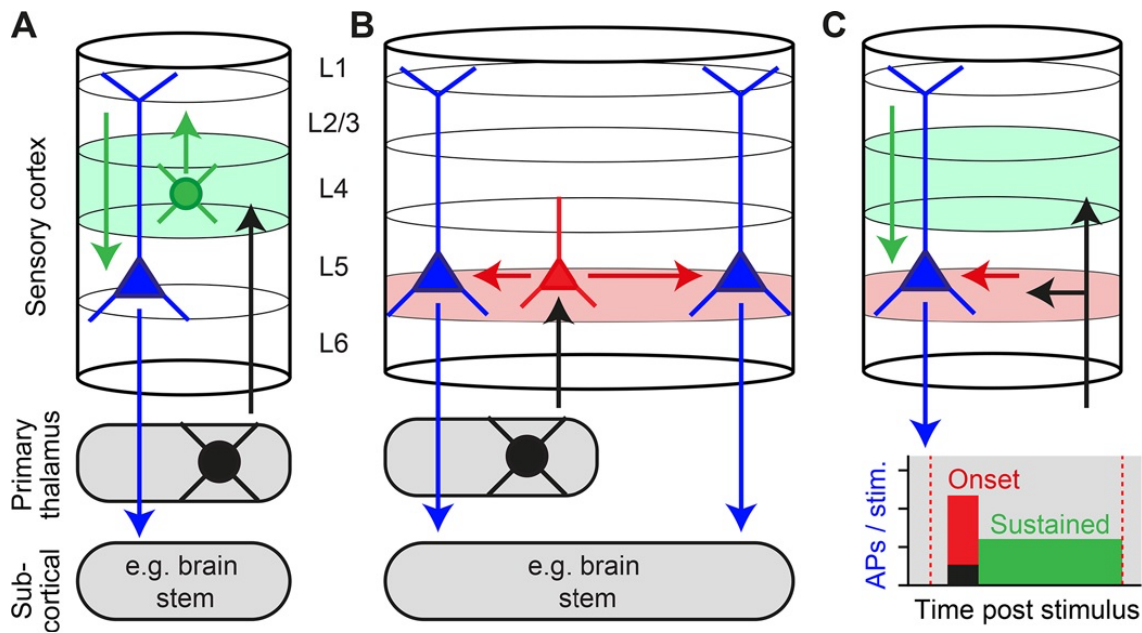 A
B
C
Sensory cortex
L1
L2/3
L4
L5
L6
Primary
thalamus
Sub-
cortical
e.g. brain
stem
e.g. brain
stem
APs / stim.
Onset
Sustained
Time post stimulus